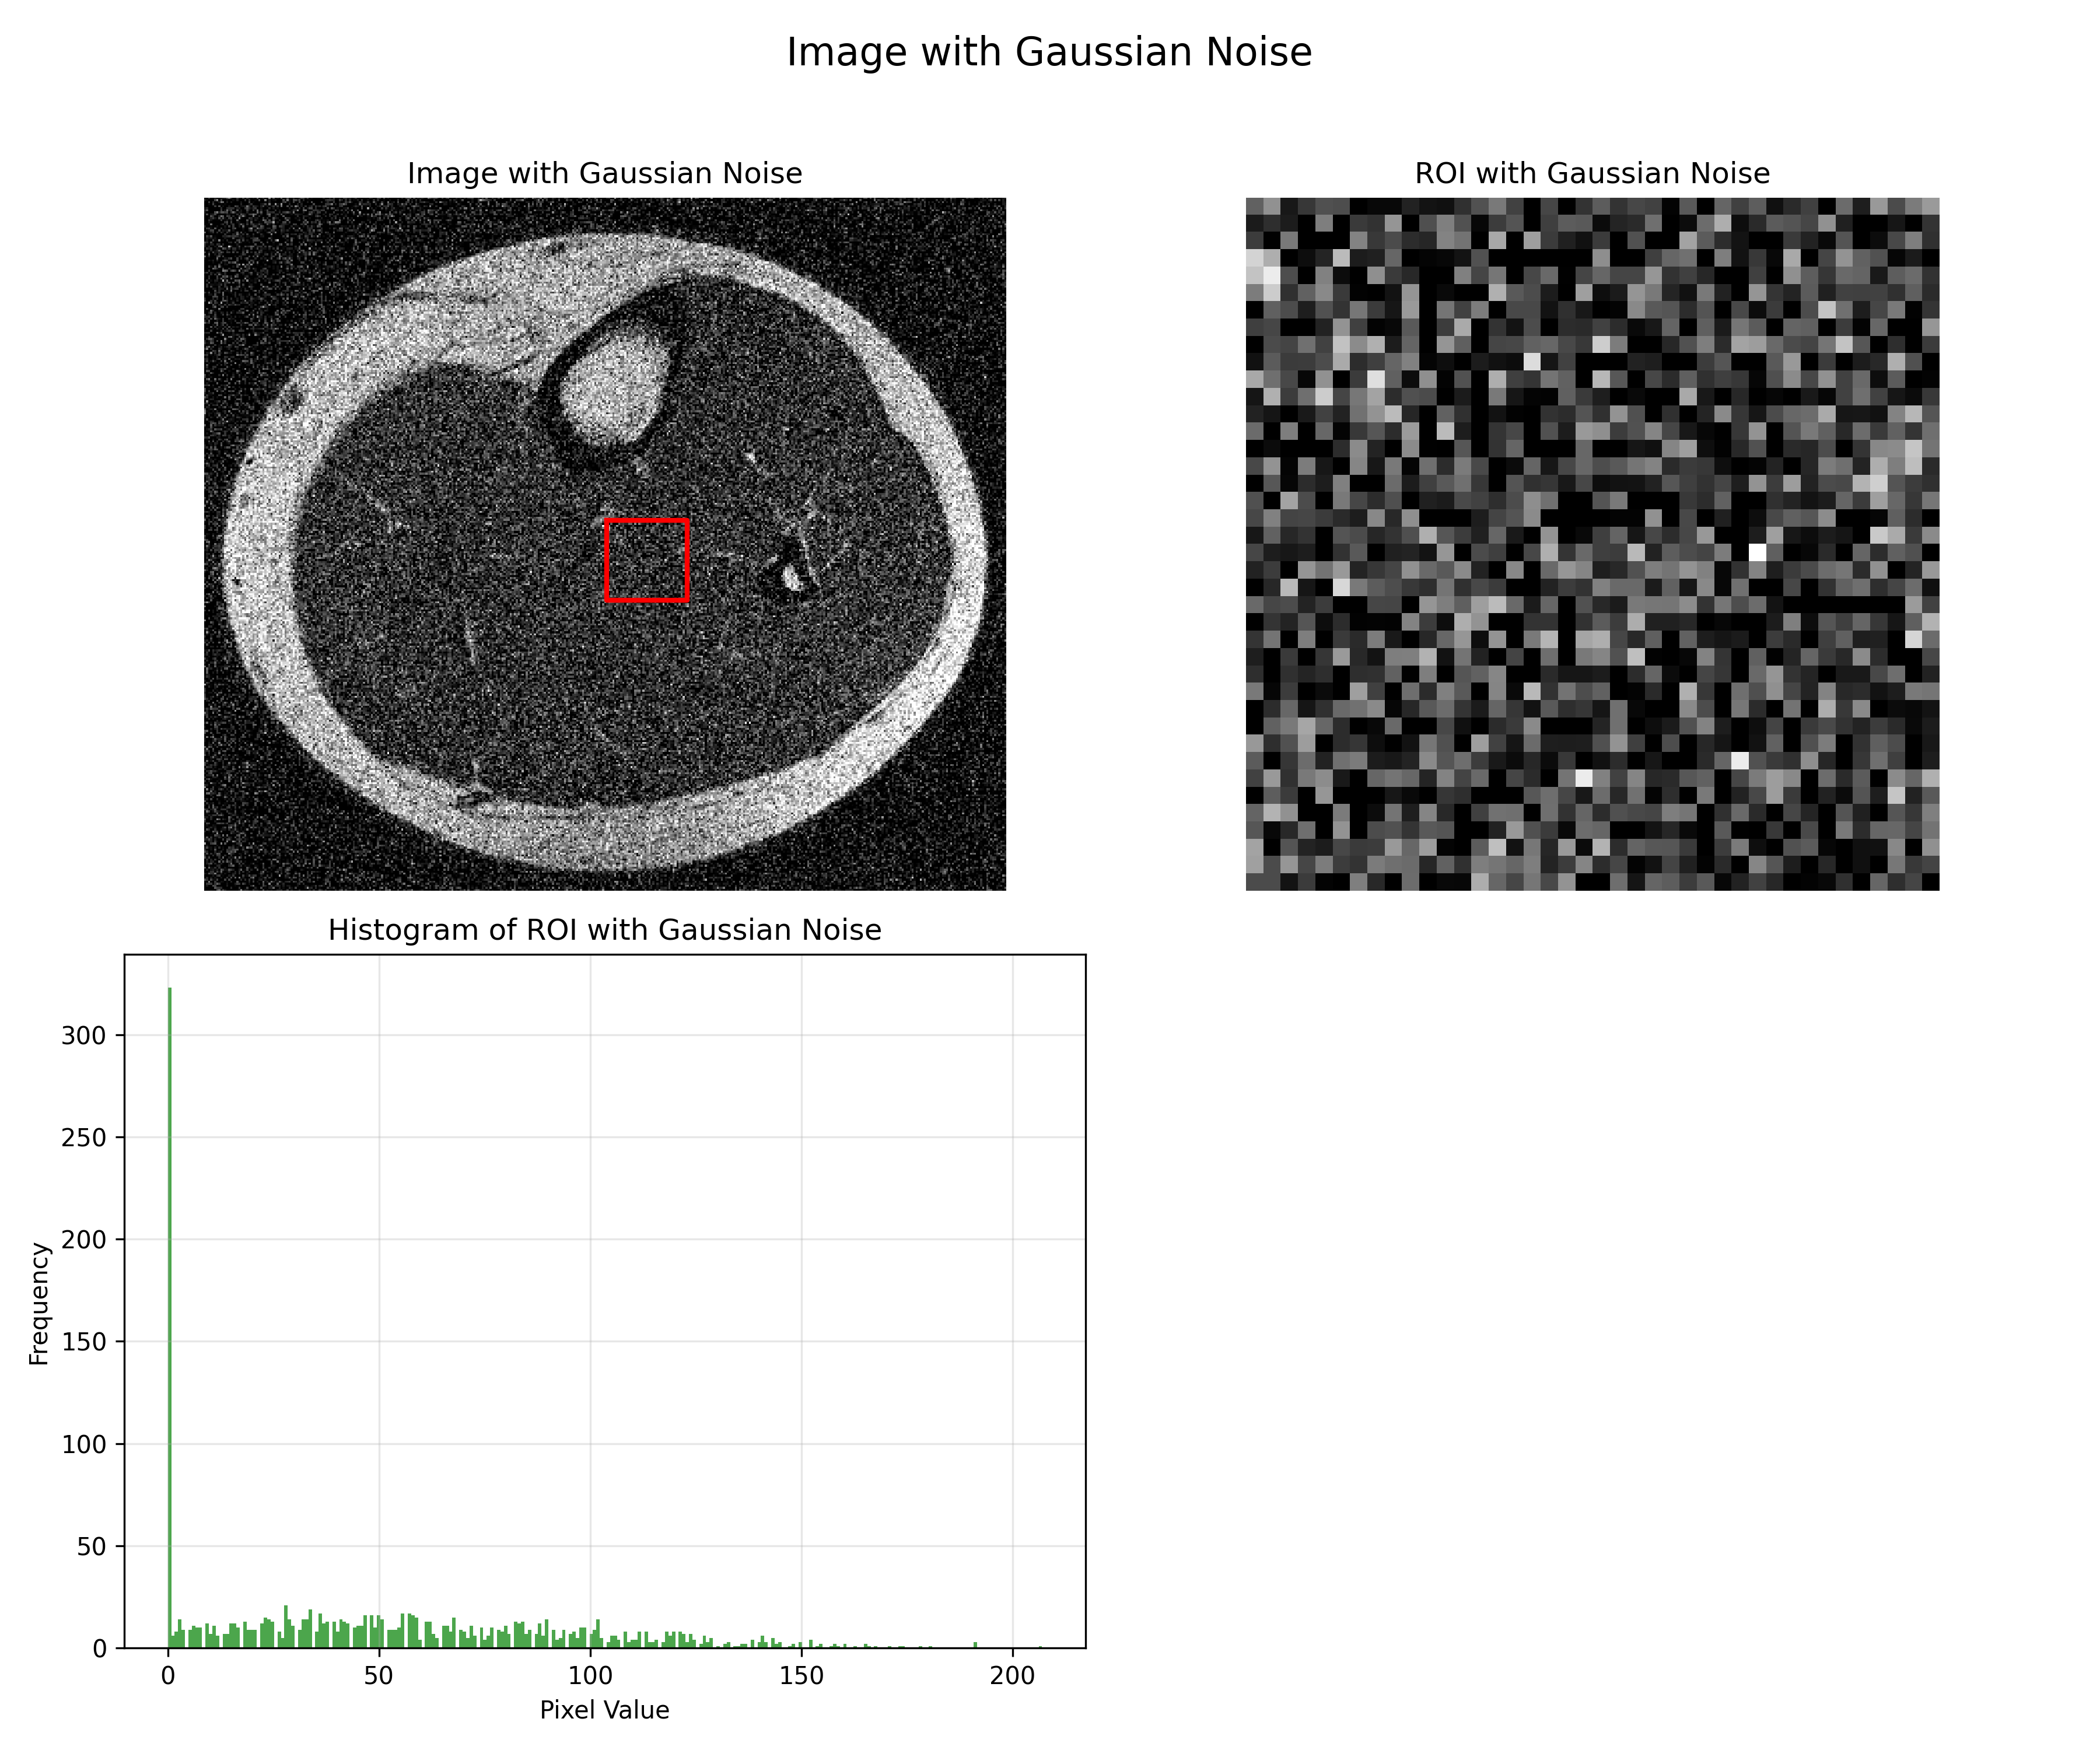 Image with Gaussian Noise
Image with Gaussian Noise
ROI with Gaussian Noise
Histogram of ROI with Gaussian Noise
300
250
200
150
100
50
0
Frequency
0 50 100 150 200
Pixel Value